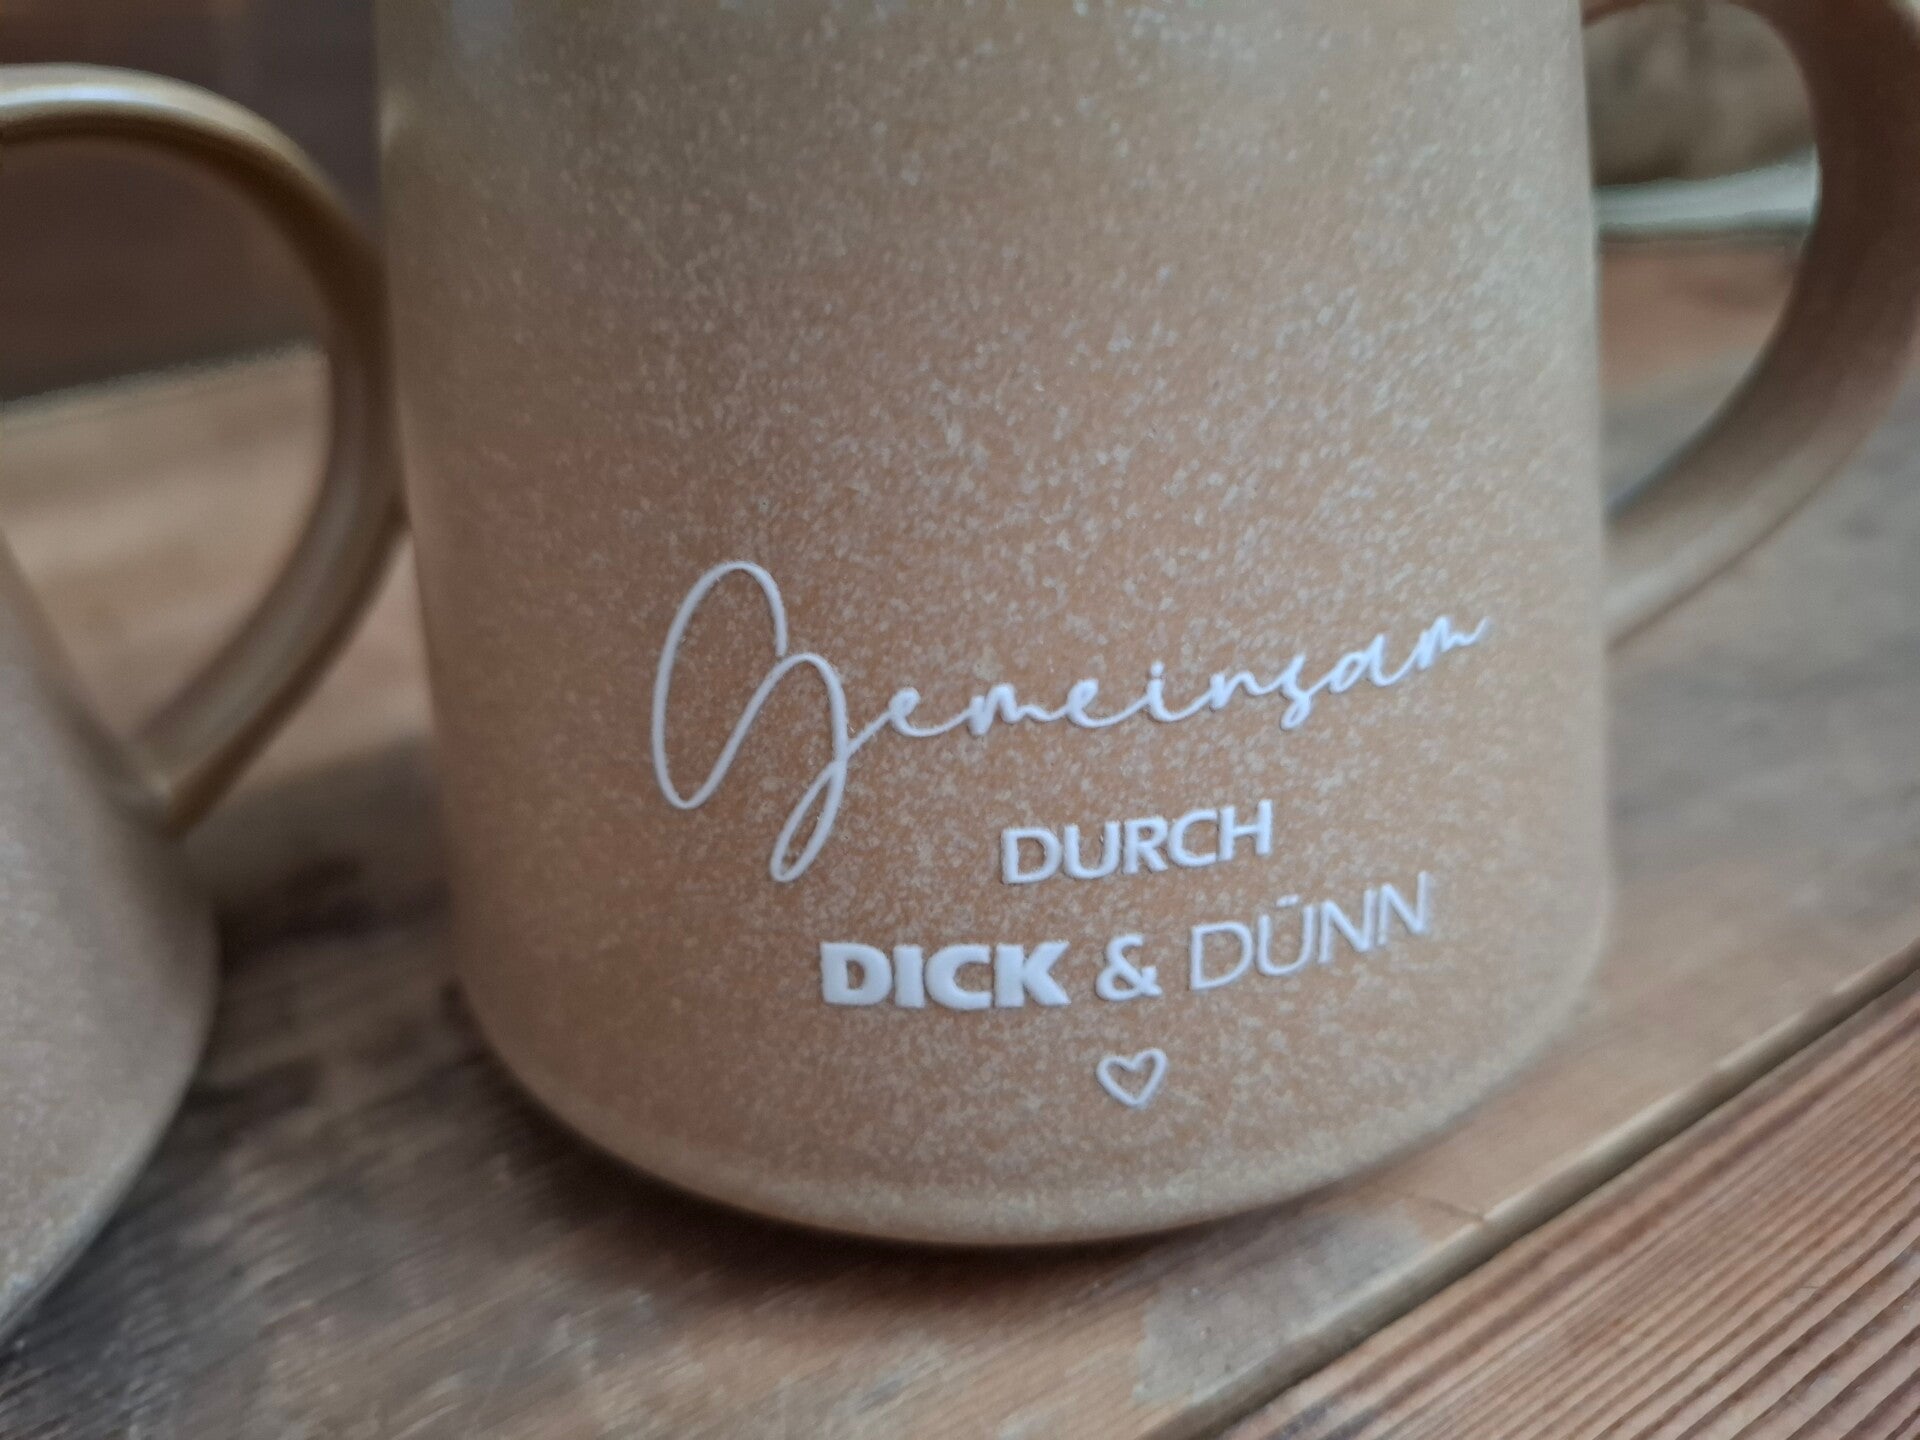 Gemeinsam
DURCH
DICK & DÜNN